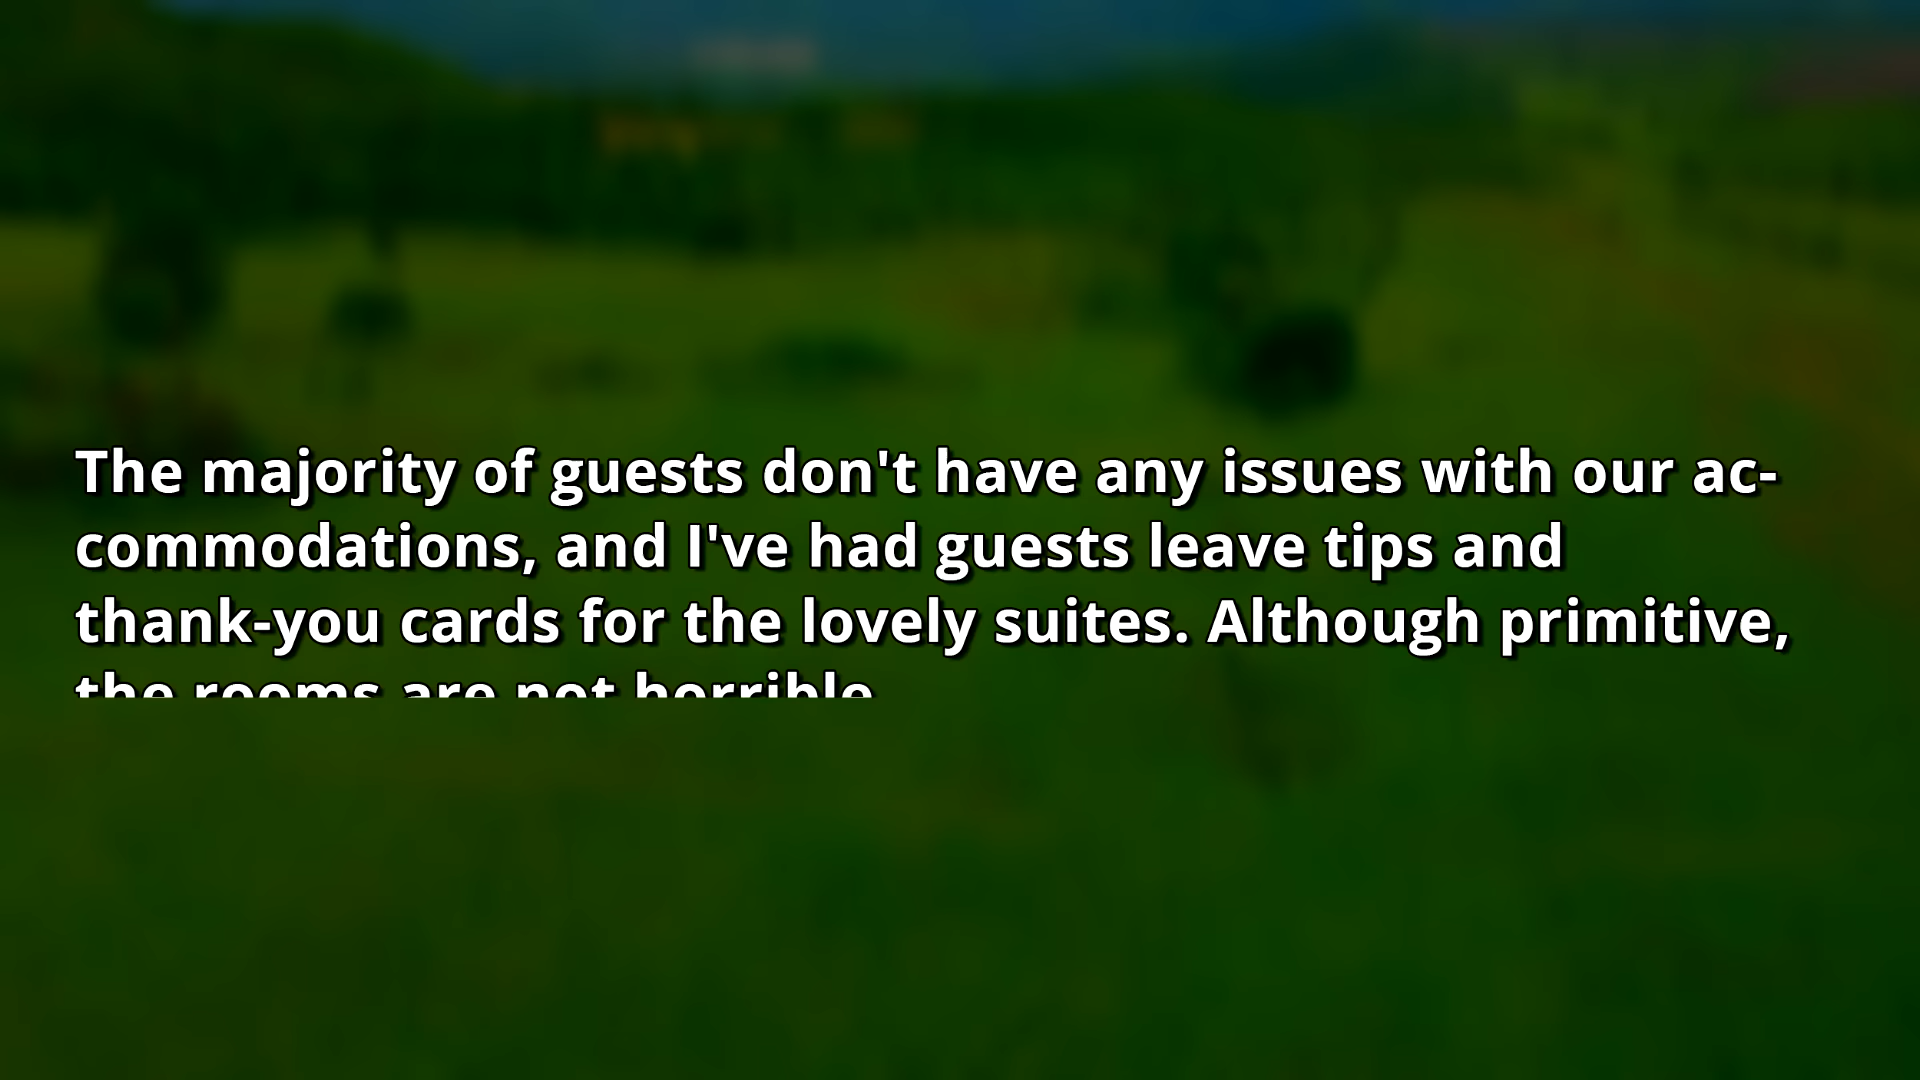 The majority of guests don't have any issues with our ac-
commodations, and I've had guests leave tips and
thank-you cards for the lovely suites. Although primitive,
the rooms are not horrible